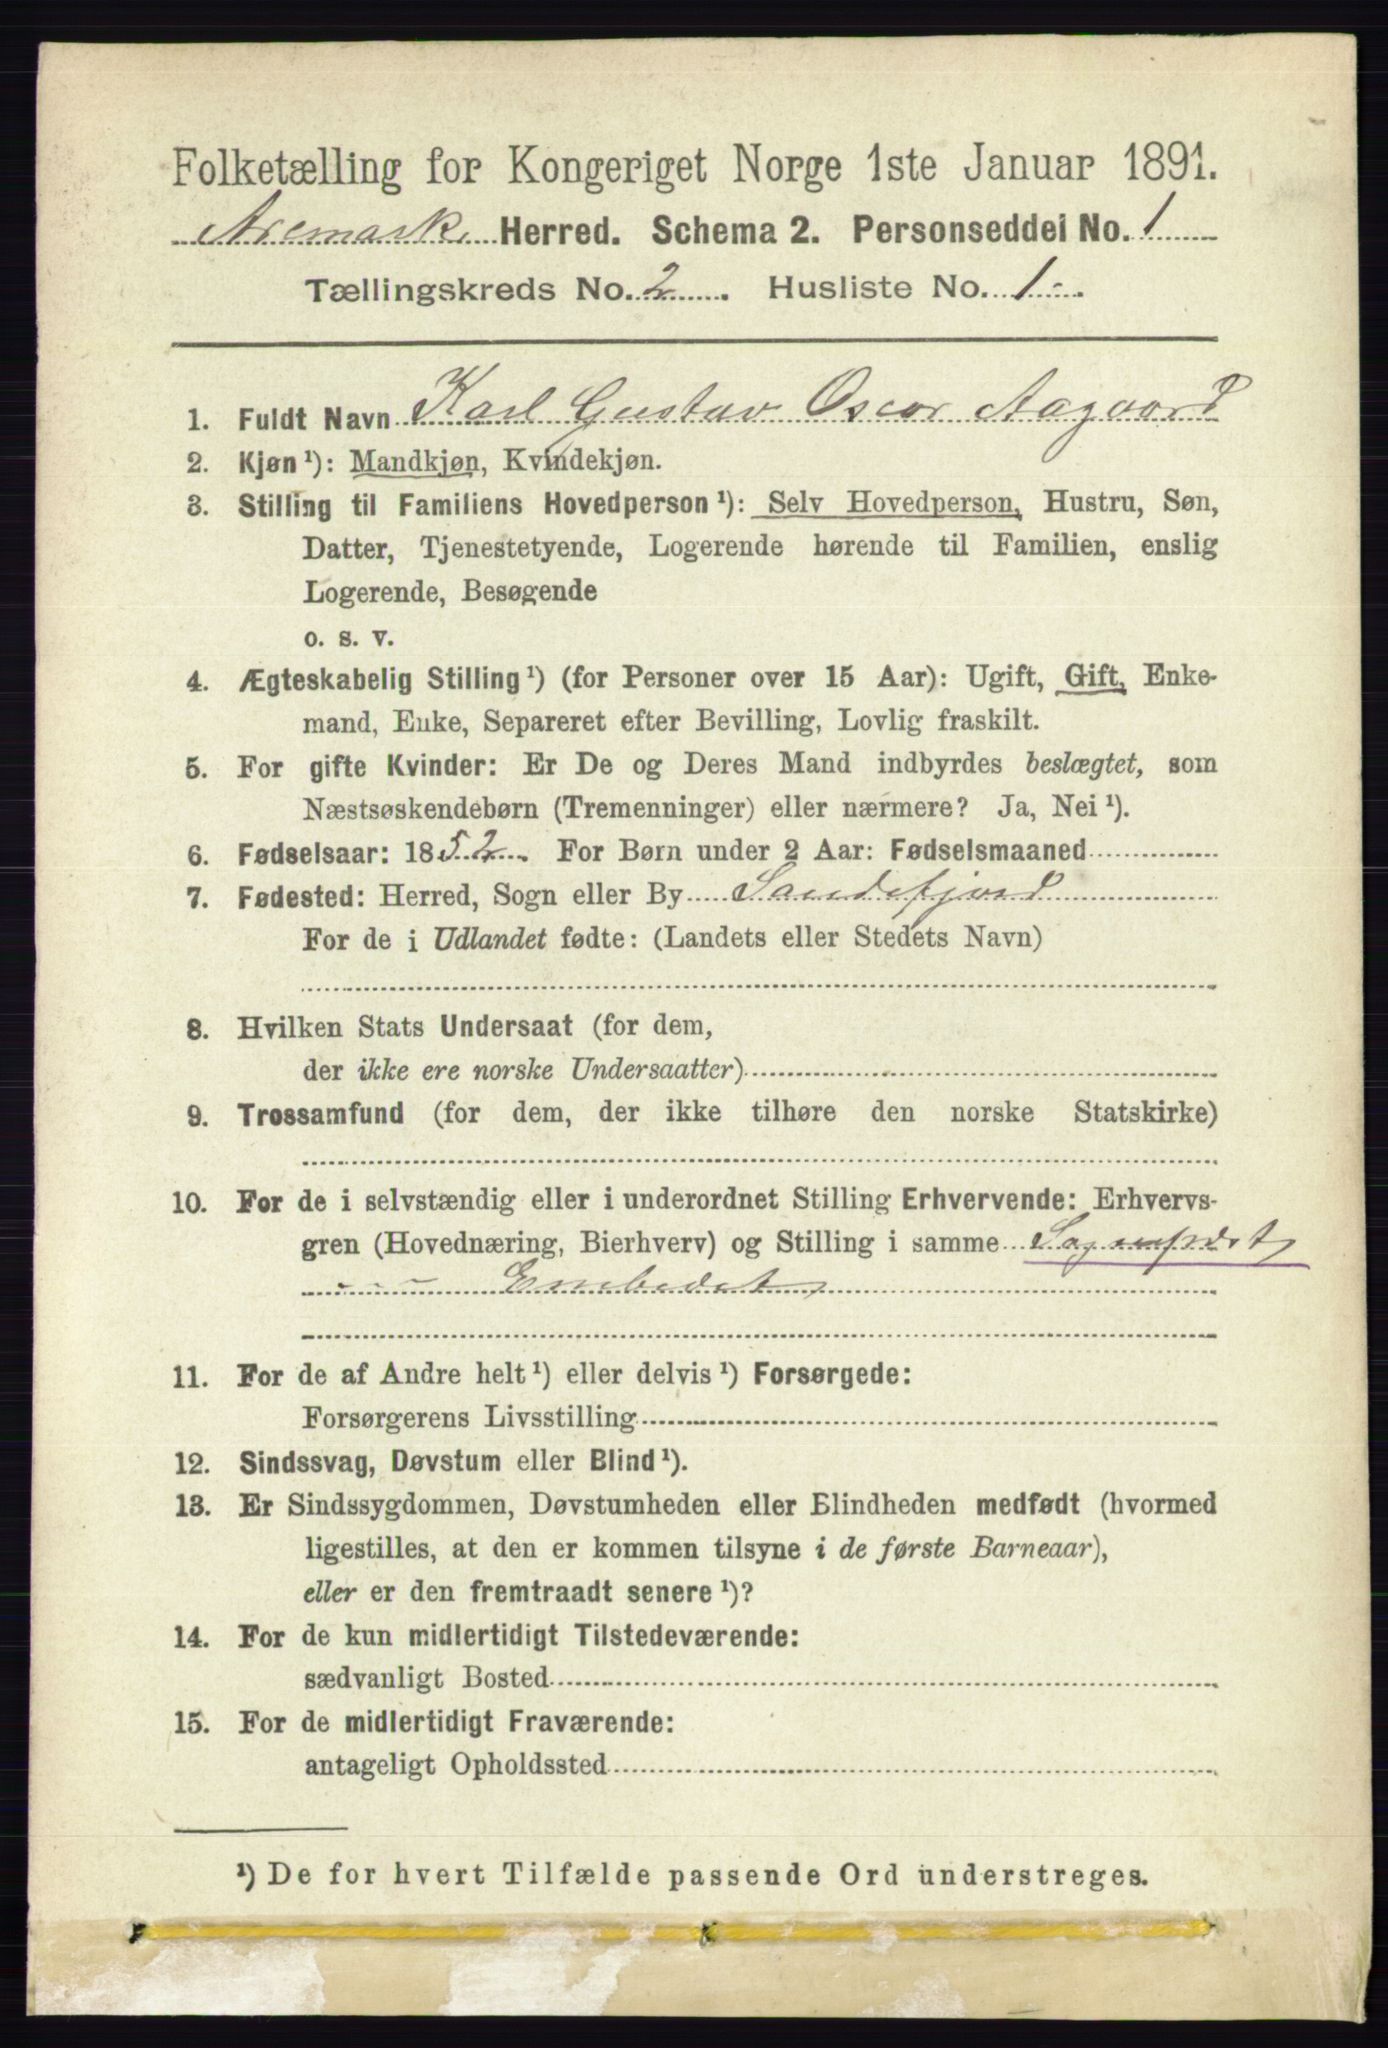 Folketælling for Kongeriget Norge 1ste Januar 1891.
Aremark Herred. Schema 2. Personseddel No. 1
Tællingskreds No. 2. Husliste No. 1.
1. Fuldt Navn Karl Gustav Oscar Aagaard
2. Kjøn ¹): Mandkjøn, Kvindekjøn.
3. Stilling til Familiens Hovedperson ¹): Selv Hovedperson, Hustru, Søn,
Datter, Tjenestetyende, Logerende hørende til Familien, enslig
Logerende, Besøgende
o. s. v.
4. Ægteskabelig Stilling ¹) (for Personer over 15 Aar): Ugift, Gift, Enke-
mand, Enke, Separeret efter Bevilling, Lovlig fraskilt.
5. For gifte Kvinder: Er De og Deres Mand indbyrdes beslægtet, som
Næstsøskendebørn (Tremenninger) eller nærmere? Ja, Nei ¹).
6. Fødselsaar: 1852. For Børn under 2 Aar: Fødselsmaaned
7. Fødested: Herred, Sogn eller By Sandefjord
For de i Udlandet fødte: (Landets eller Stedets Navn)
8. Hvilken Stats Undersaat (for dem,
der ikke ere norske Undersaatter)
9. Trossamfund (for dem, der ikke tilhøre den norske Statskirke)
10. For de i selvstændig eller i underordnet Stilling Erhvervende: Erhvervs-
gren (Hovednæring, Bierhverv) og Stilling i samme Sognepræst
Embedet
11. For de af Andre helt ¹) eller delvis ¹) Forsørgede:
Forsørgerens Livsstilling
12. Sindssvag, Døvstum eller Blind ¹).
13. Er Sindssygdommen, Døvstumheden eller Blindheden medfødt (hvormed
ligestilles, at den er kommen tilsyne i de første Barneaar),
eller er den fremtraadt senere ¹)?
14. For de kun midlertidigt Tilstedeværende:
sædvanligt Bosted
15. For de midlertidigt Fraværende:
antageligt Opholdssted
¹) De for hvert Tilfælde passende Ord understreges.